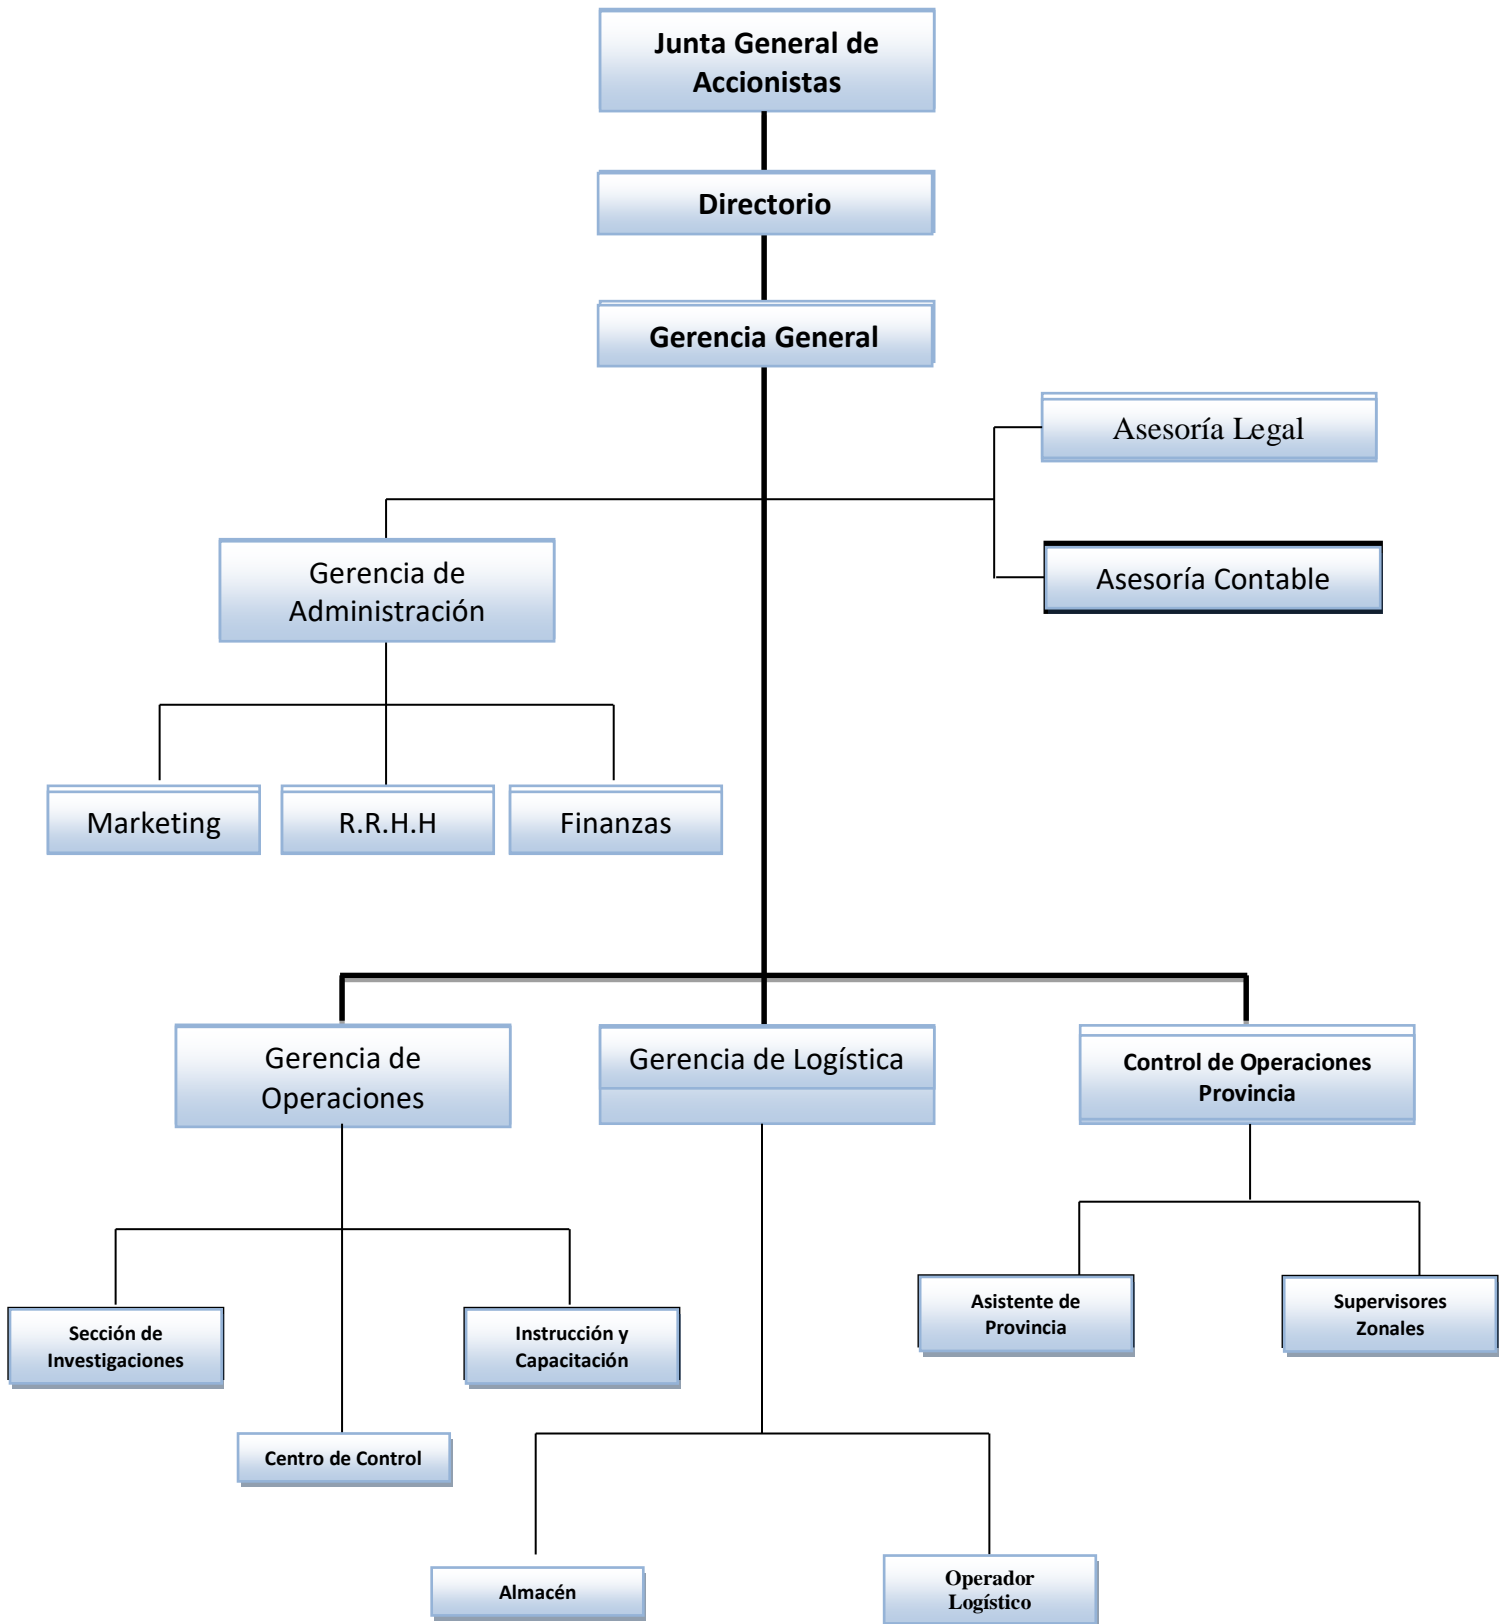 Junta General de
Accionistas
Directorio
Gerencia General
Asesoría Legal
Gerencia de
Administración
Asesoría Contable
Marketing
R.R.H.H
Finanzas
Gerencia de
Operaciones
Gerencia de Logística
Control de Operaciones
Provincia
Sección de
Investigaciones
Instrucción y
Capacitación
Asistente de
Provincia
Supervisores
Zonales
Centro de Control
Almacén
Operador
Logístico